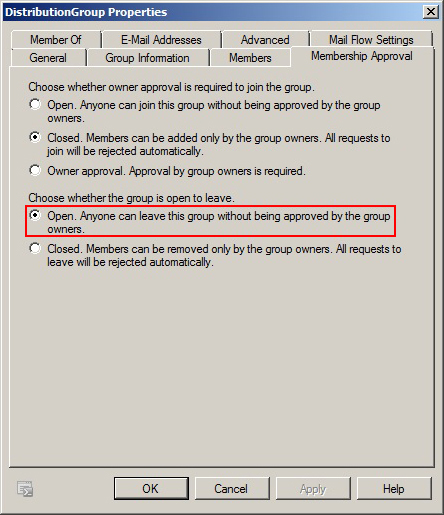 DistributionGroup Properties
Member Of
E-Mail Addresses
Advanced
Mail Flow Settings
General
Group Information
Members
Membership Approval
Choose whether owner approval is required to join the group.
Open. Anyone can join this group without being approved by the group
owners.
Closed. Members can be added only by the group owners. All requests to
join will be rejected automatically.
Owner approval. Approval by group owners is required.
Choose whether the group is open to leave.
Open. Anyone can leave this group without being approved by the group
owners.
Closed. Members can be removed only by the group owners. All requests to
leave will be rejected automatically.
OK
Cancel
Apply
Help